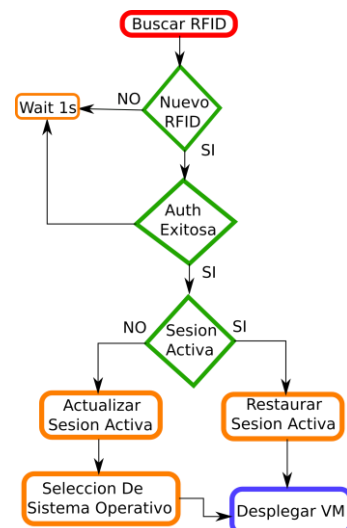 Buscar RFID
Wait 1s
NO
Nuevo
RFID
SI
Auth
Exitosa
SI
NO
Sesion
Activa
SI
Actualizar
Sesion Activa
Restaurar
Sesion Activa
Seleccion De
Sistema Operativo
Desplegar VM